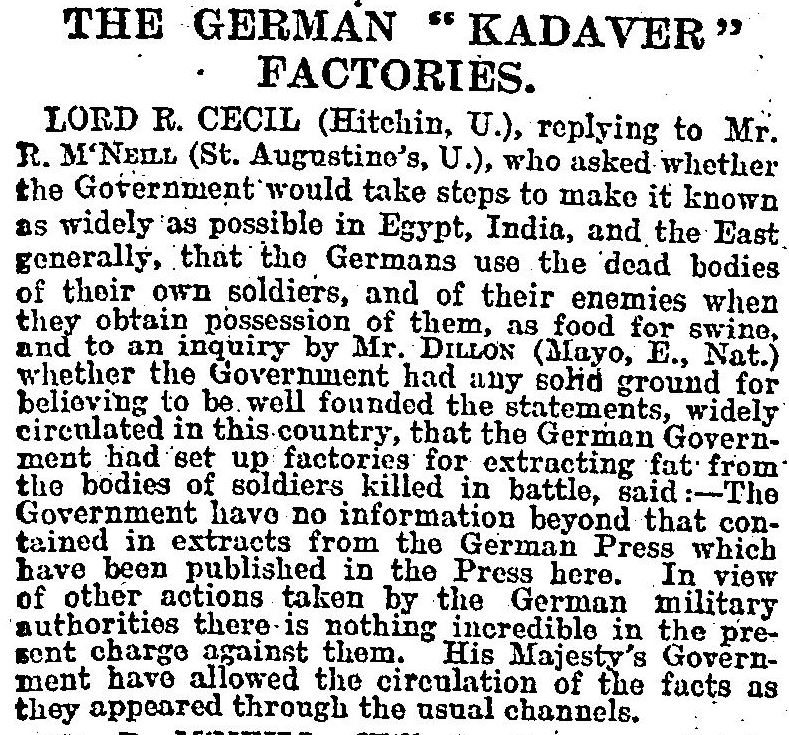 THE GERMAN "KADAVER"
FACTORIES.
LORD R. CECIL (Hitchin, U.), replying to Mr.
R. M'NEILL (St. Augustine's, U.), who asked whether
the Government would take steps to make it known
as widely as possible in Egypt, India, and the East
generally, that the Germans use the dead bodies
of their own soldiers, and of their enemies when
they obtain possession of them, as food for swine,
and to an inquiry by Mr. DILLON (Mayo, E., Nat.)
whether the Government had any solid ground for
believing to be well founded the statements, widely
circulated in this country, that the German Govern-
ment had set up factories for extracting fat from
the bodies of soldiers killed in battle, said:—The
Government have no information beyond that con-
tained in extracts from the German Press which
have been published in the Press here. In view
of other actions taken by the German military
authorities there is nothing incredible in the pre-
sent charge against them. His Majesty's Govern-
ment have allowed the circulation of the facts as
they appeared through the usual channels.